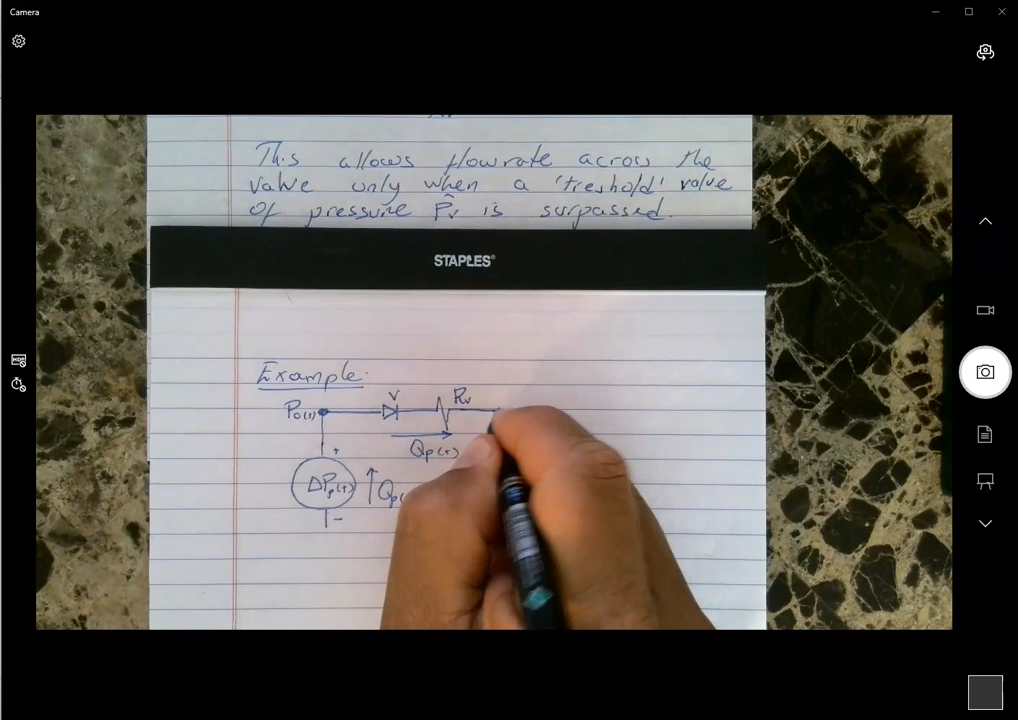 Camera
This allows flowrate across the
valve only when a 'treshold' value
of pressure P̂v is surpassed.
STAPLES®
Example.
V
Rv
Po(t)
Qp(t)
+
ΔPp(t)
Qp(
-